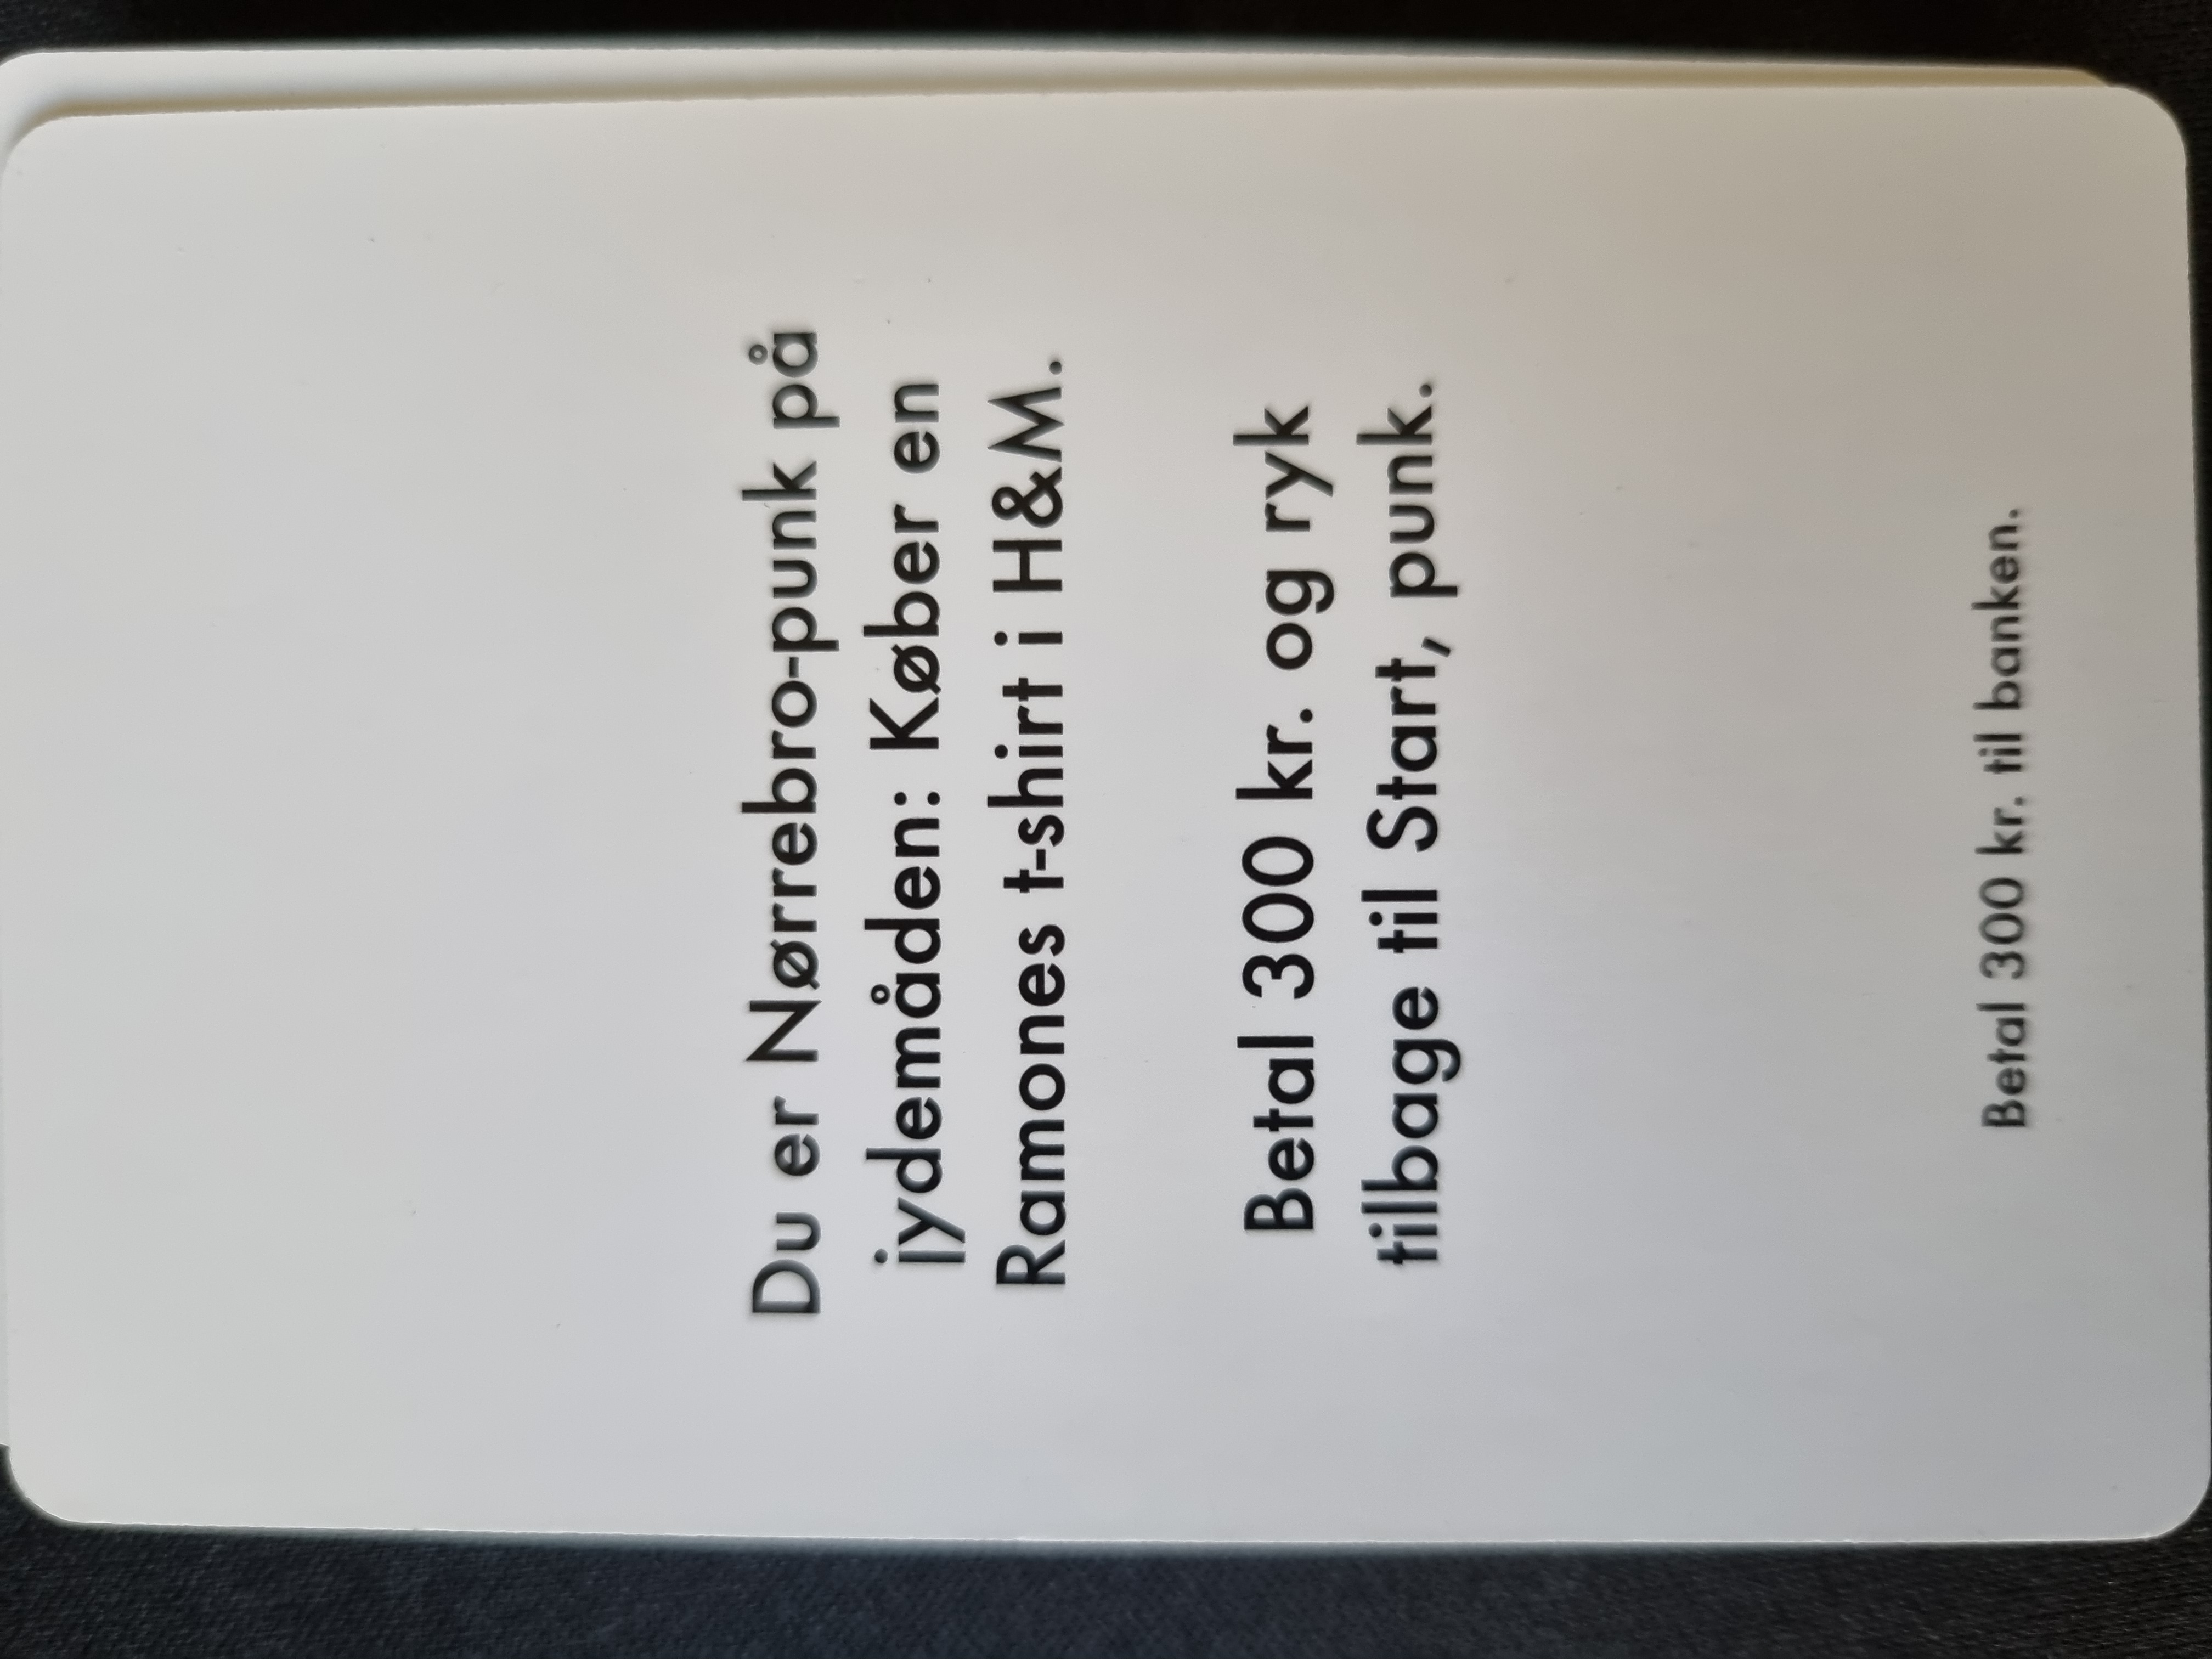 Du er Nørrebro-punk på
jydemåden: Køber en
Ramones t-shirt i H&M.
Betal 300 kr. og ryk
tilbage til Start, punk.
Betal 300 kr. til banken.